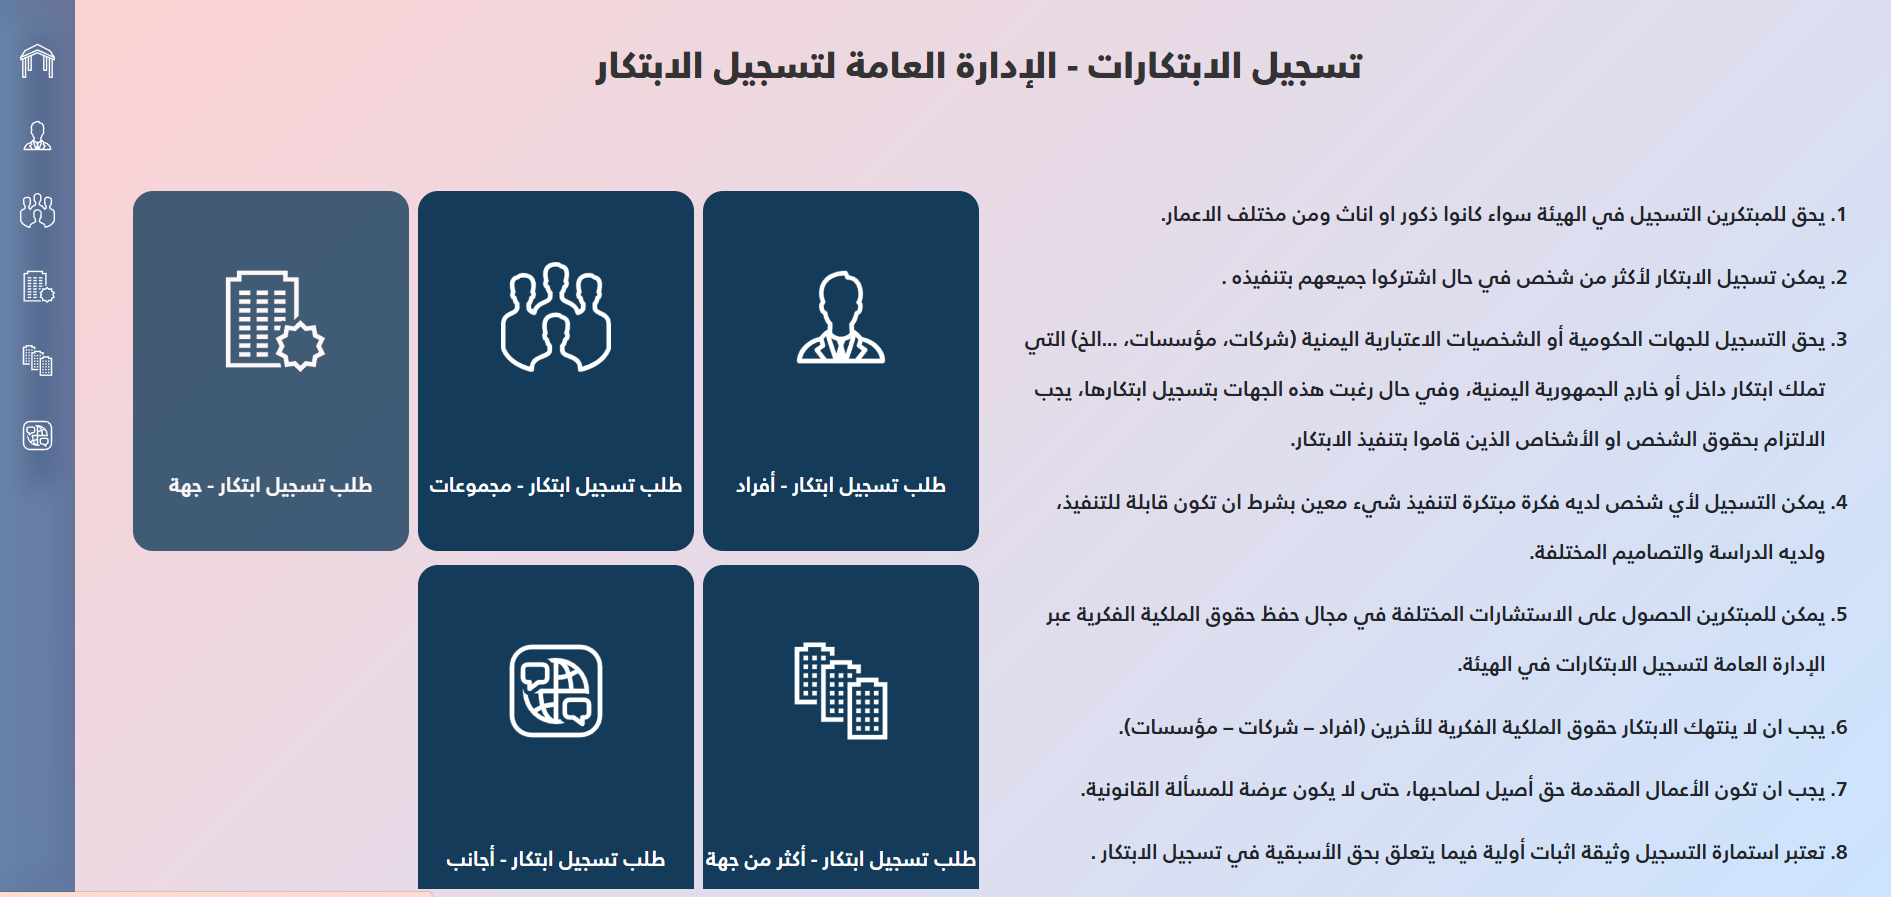 تسجيل الابتكارات - الإدارة العامة لتسجيل الابتكار
1. يحق للمبتكرين التسجيل في الهيئة سواء كانوا ذكور او اناث ومن مختلف الاعمار.
2. يمكن تسجيل الابتكار لأكثر من شخص في حال اشتركوا جميعهم بتنفيذه .
3. يحق التسجيل للجهات الحكومية أو الشخصيات الاعتبارية اليمنية (شركات، مؤسسات، ...الخ) التي
تملك ابتكار داخل أو خارج الجمهورية اليمنية، وفي حال رغبت هذه الجهات بتسجيل ابتكارها، يجب
الالتزام بحقوق الشخص او الأشخاص الذين قاموا بتنفيذ الابتكار.
4. يمكن التسجيل لأي شخص لديه فكرة مبتكرة لتنفيذ شيء معين بشرط ان تكون قابلة للتنفيذ،
ولديه الدراسة والتصاميم المختلفة.
5. يمكن للمبتكرين الحصول على الاستشارات المختلفة في مجال حفظ حقوق الملكية الفكرية عبر
الإدارة العامة لتسجيل الابتكارات في الهيئة.
6. يجب ان لا ينتهك الابتكار حقوق الملكية الفكرية للأخرين (افراد – شركات – مؤسسات).
7. يجب ان تكون الأعمال المقدمة حق أصيل لصاحبها، حتى لا يكون عرضة للمسألة القانونية.
8. تعتبر استمارة التسجيل وثيقة اثبات أولية فيما يتعلق بحق الأسبقية في تسجيل الابتكار .
طلب تسجيل ابتكار - أفراد
طلب تسجيل ابتكار - مجموعات
طلب تسجيل ابتكار - جهة
طلب تسجيل ابتكار - أكثر من جهة
طلب تسجيل ابتكار - أجانب